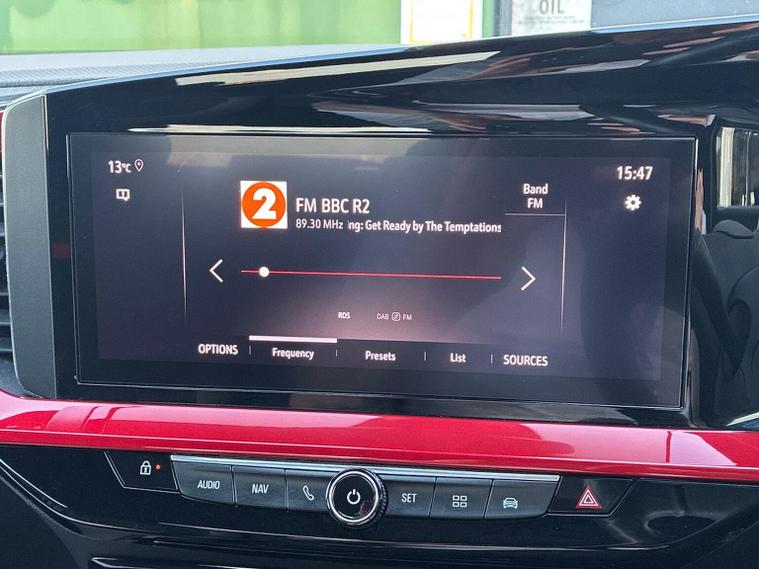 OIL
13°C
15:47
2
FM BBC R2
Band
FM
89.30 MHz ing: Get Ready by The Temptations
RDS
DAB FM
OPTIONS
Frequency
Presets
List
SOURCES
AUDIO
NAV
SET